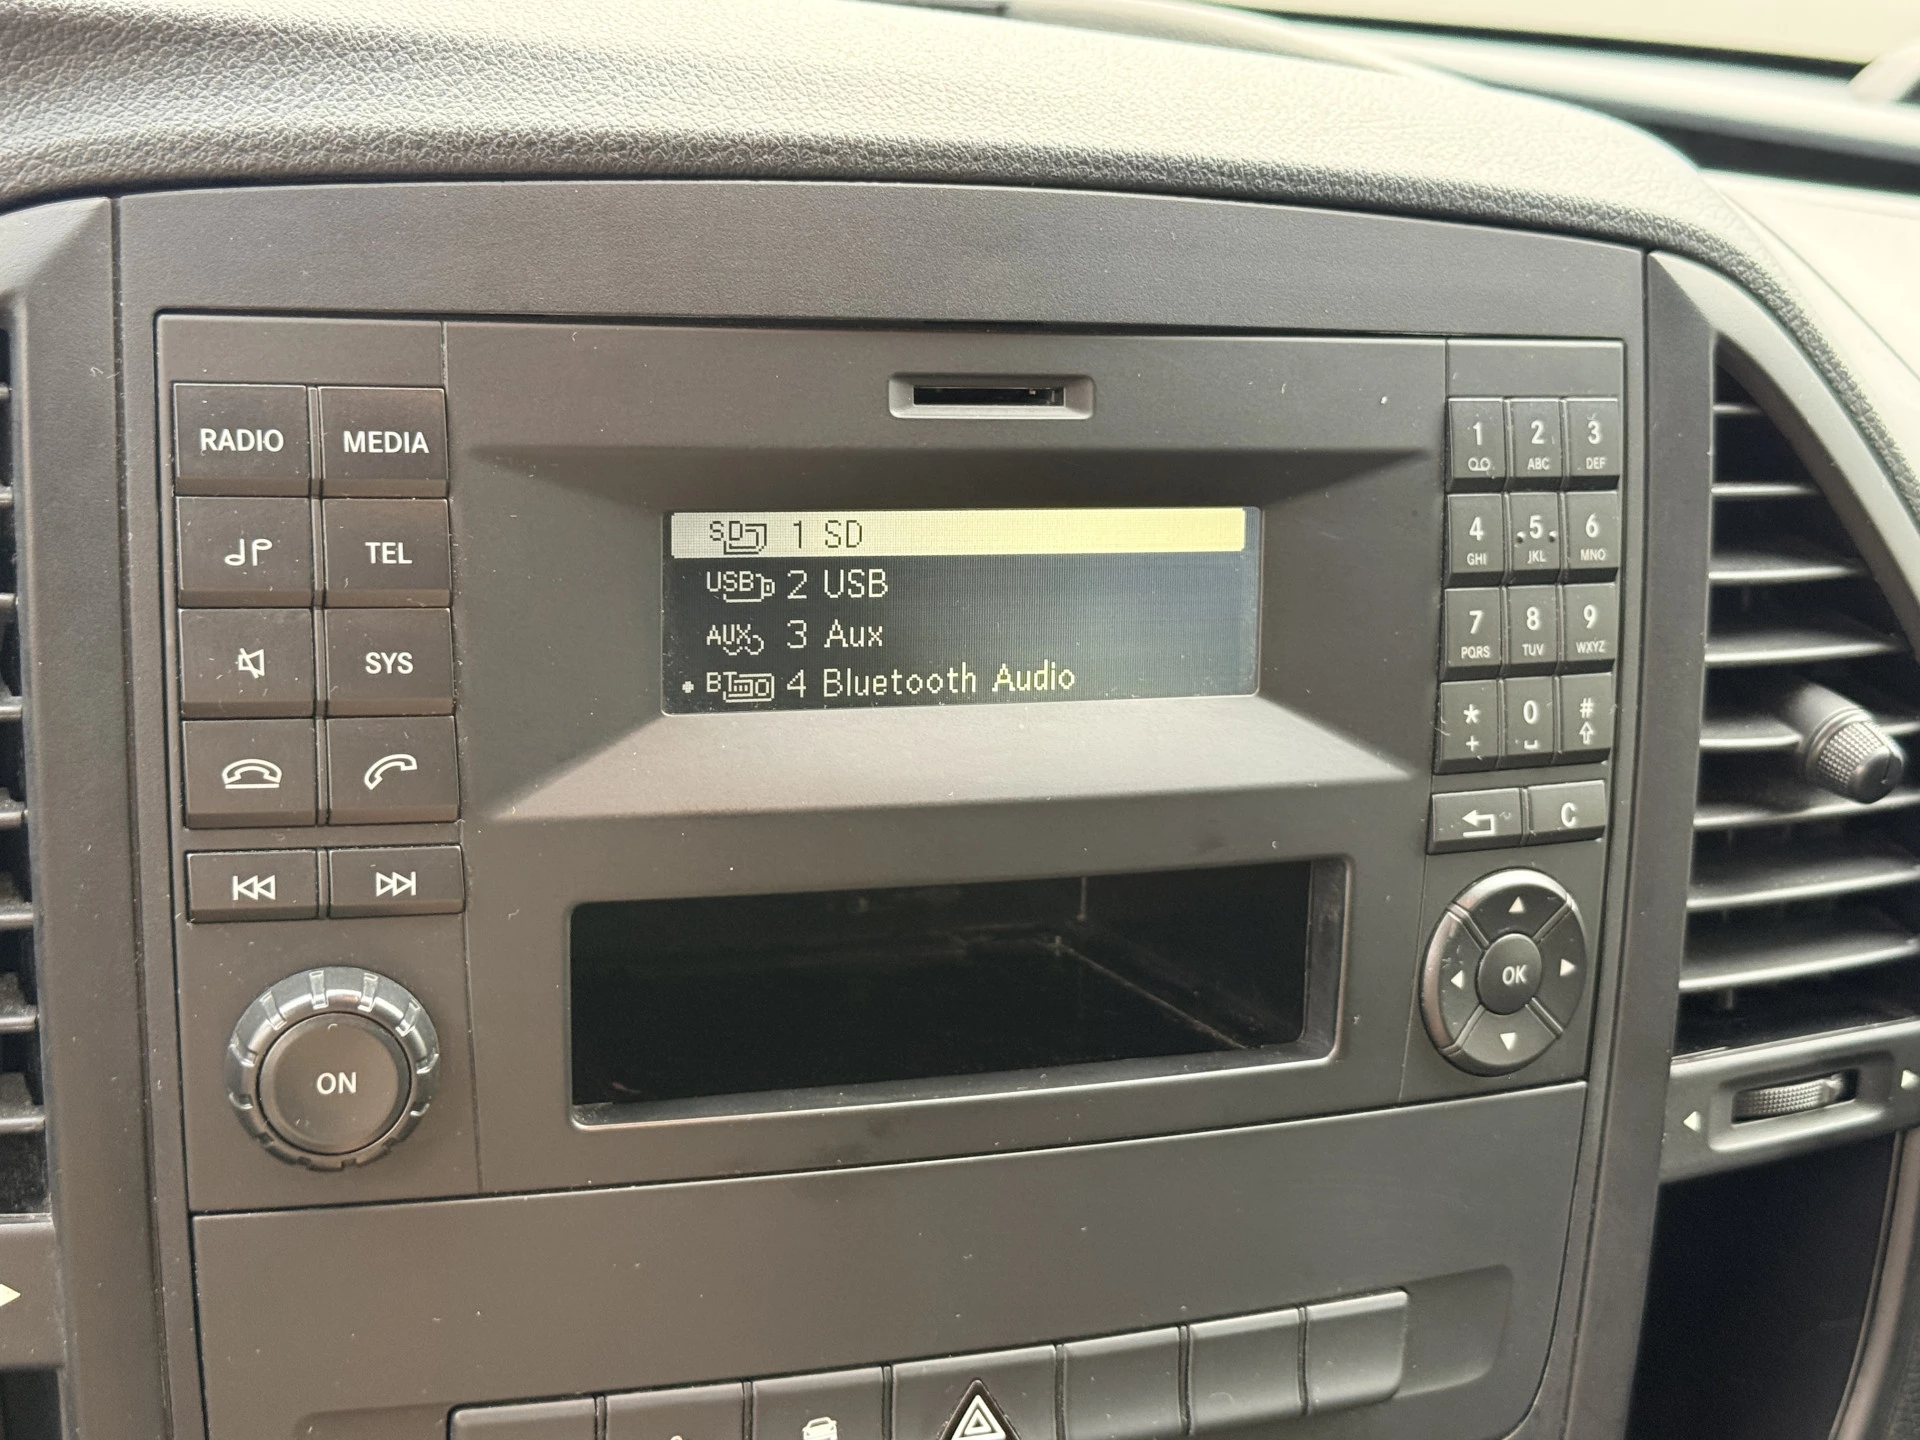 RADIO MEDIA
TEL
SYS
ON
SD 1 SD
USB 2 USB
AUX 3 Aux
BT 4 Bluetooth Audio
1 2 3
ABC DEF
4 5 6
GHI JKL MNO
7 8 9
PQRS TUV WXYZ
* 0 #
+
C
OK